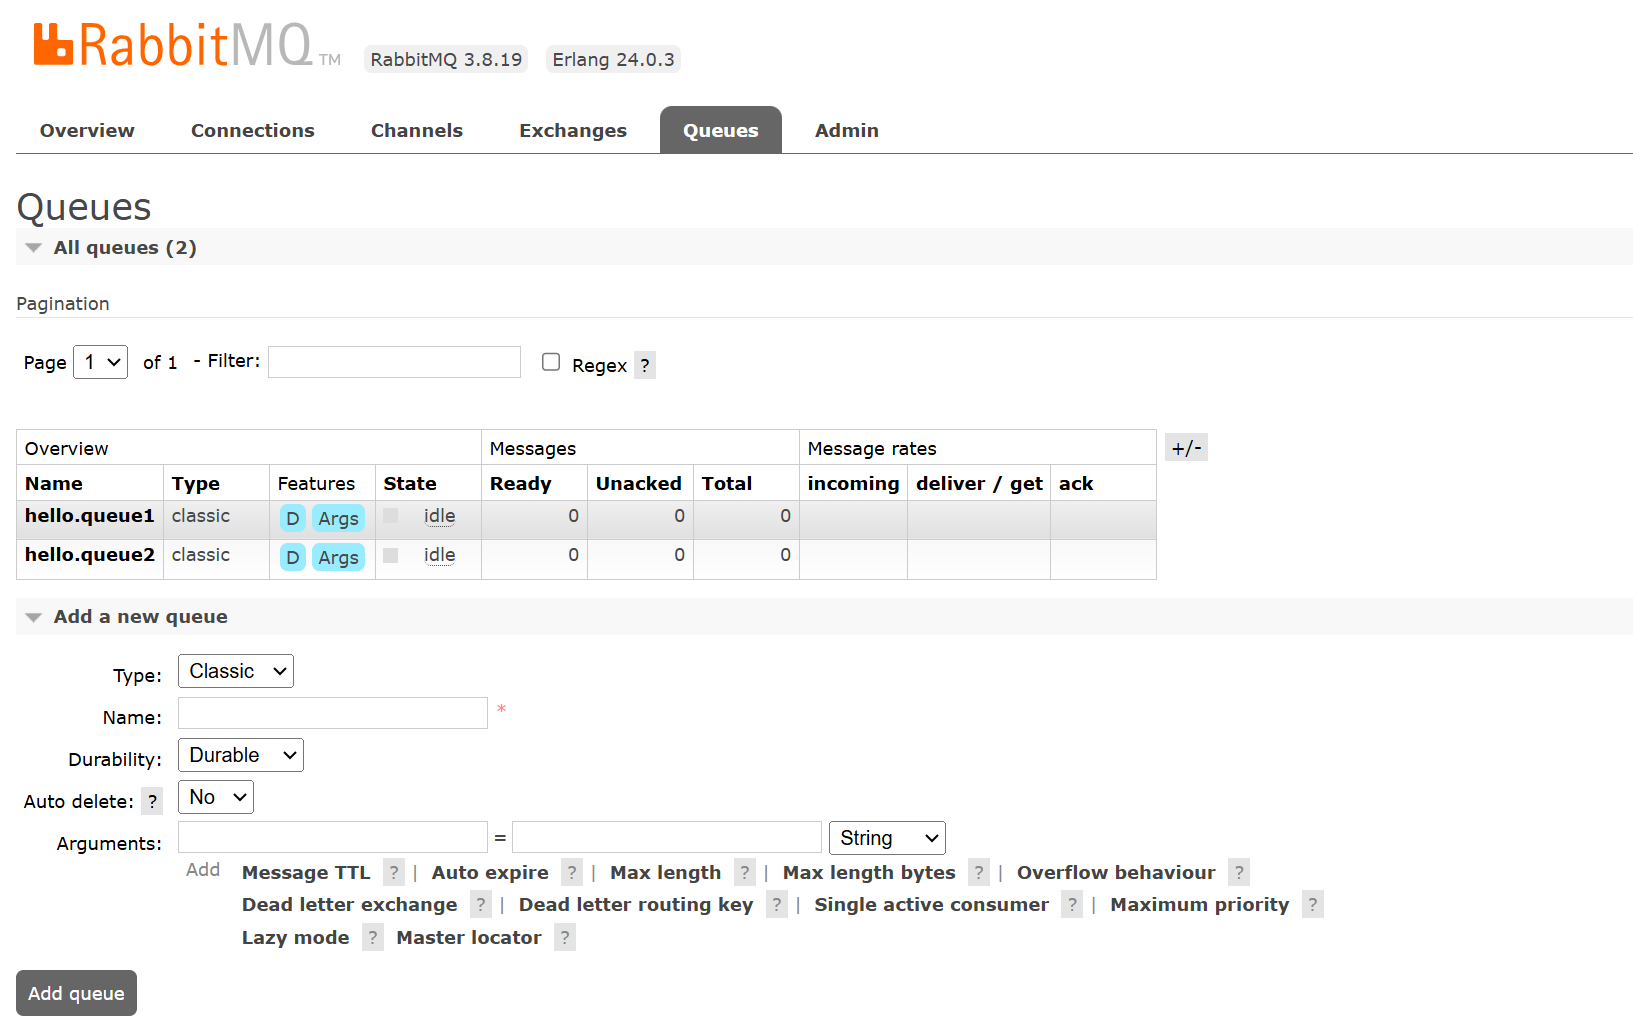 RabbitMQ TM RabbitMQ 3.8.19 Erlang 24.0.3
Overview Connections Channels Exchanges Queues Admin
Queues
All queues (2)
Pagination
Page 1 of 1 - Filter: Regex ?
Overview Messages Message rates +/-
Name Type Features State Ready Unacked Total incoming deliver / get ack
hello.queue1 classic D Args idle 0 0 0
hello.queue2 classic D Args idle 0 0 0
Add a new queue
Type: Classic
Name: *
Durability: Durable
Auto delete: ? No
Arguments: = String
Add Message TTL ? | Auto expire ? | Max length ? | Max length bytes ? | Overflow behaviour ?
Dead letter exchange ? | Dead letter routing key ? | Single active consumer ? | Maximum priority ?
Lazy mode ? Master locator ?
Add queue